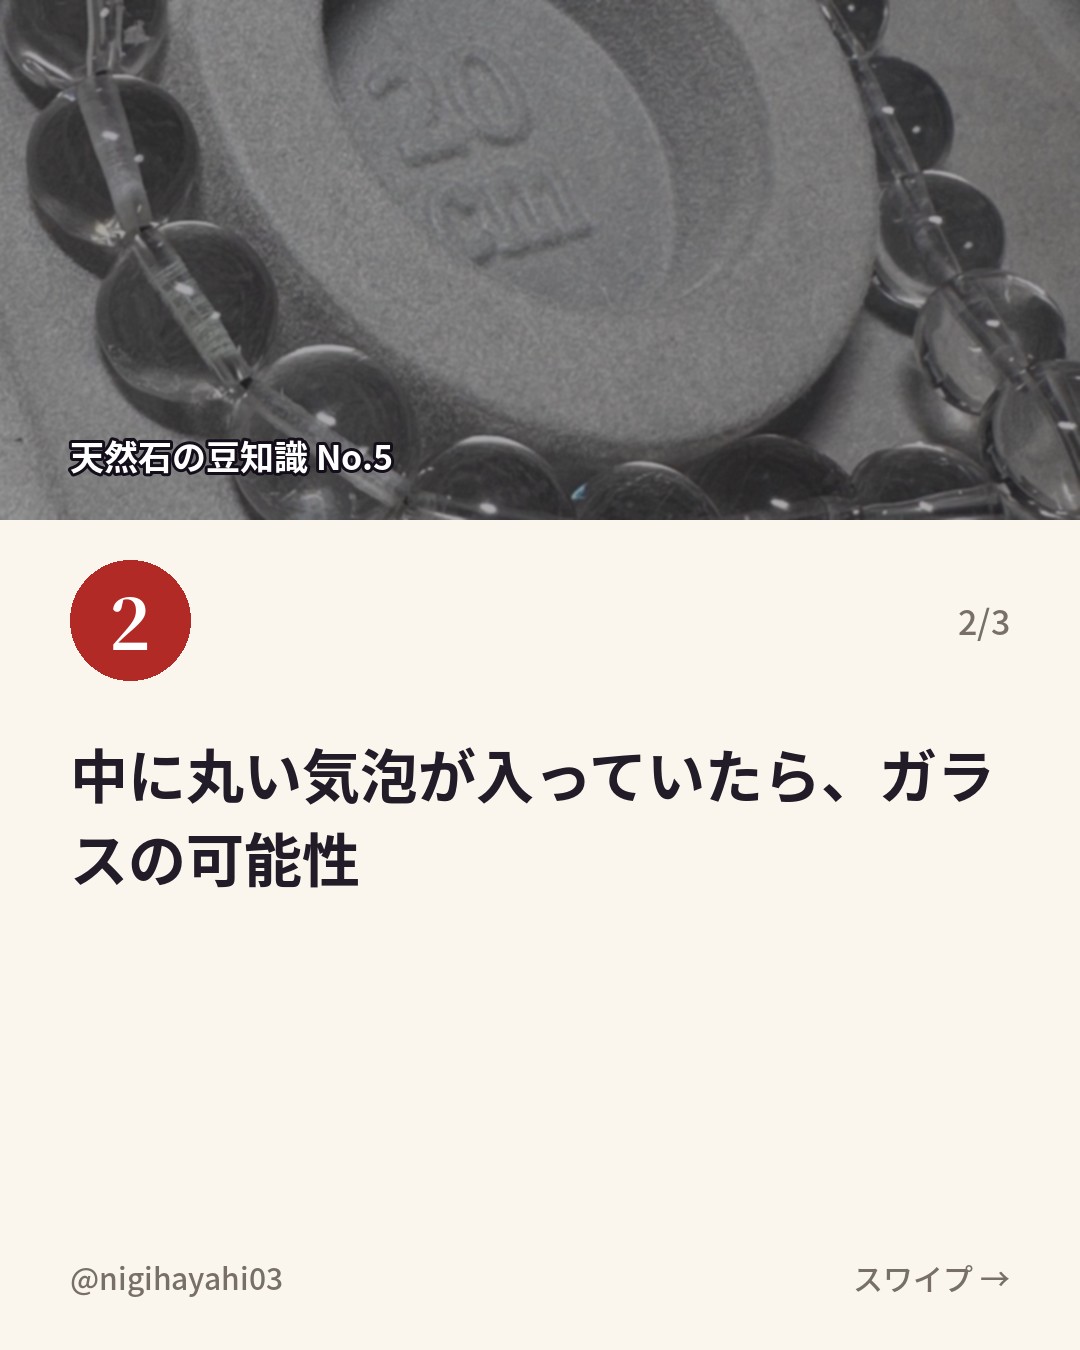 20
cm
天然石の豆知識 No.5
2
2/3
中に丸い気泡が入っていたら、ガラ
スの可能性
@nigihayahi03
スワイプ →